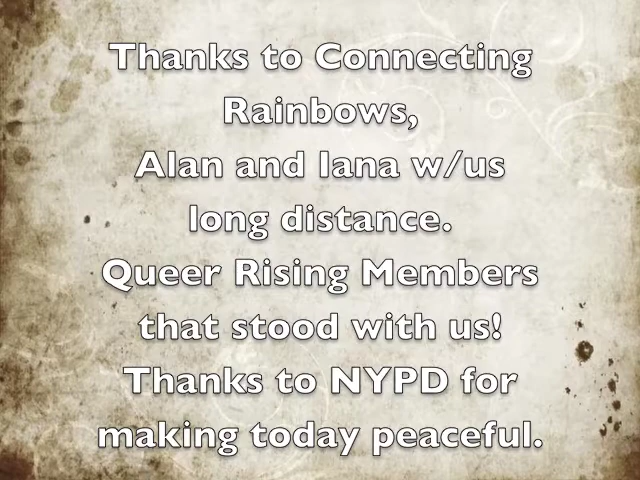 Thanks to Connecting
Rainbows,
Alan and Iana w/us
long distance.
Queer Rising Members
that stood with us!
Thanks to NYPD for
making today peaceful.